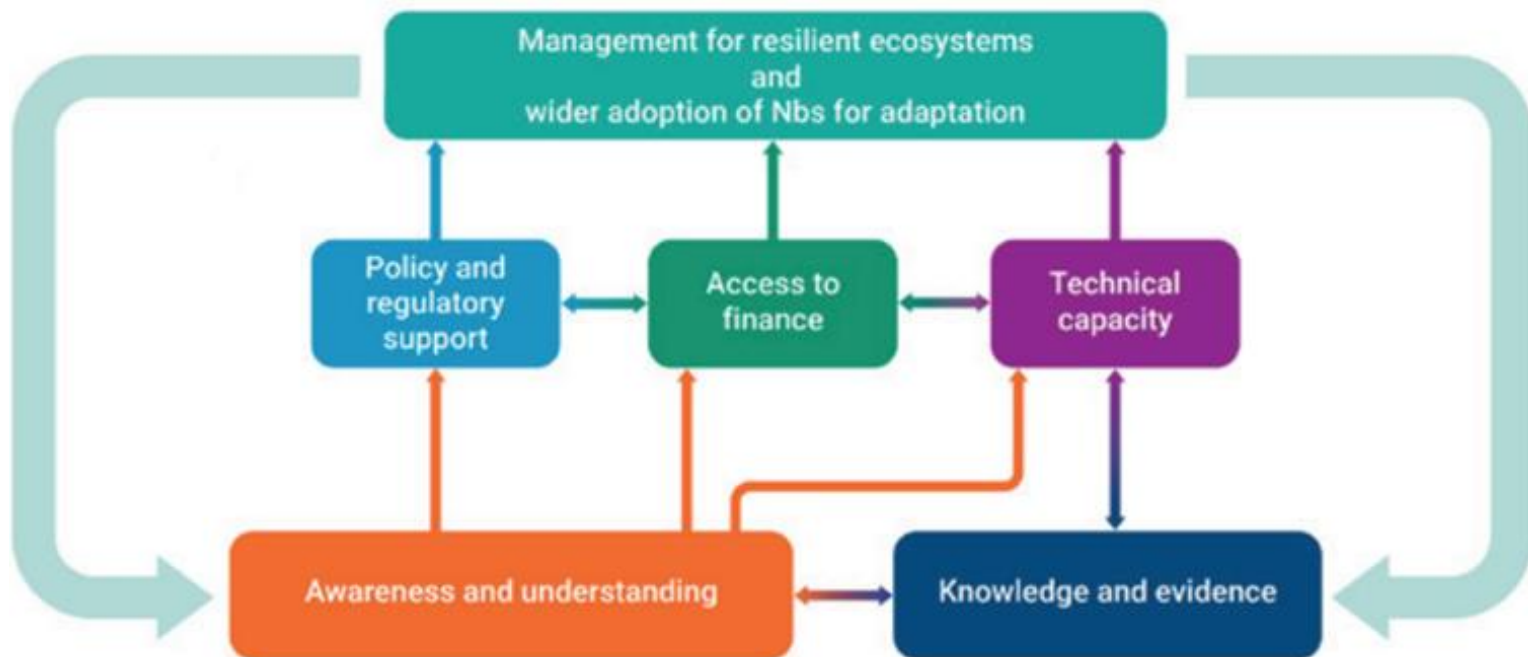 Management for resilient ecosystems
and
wider adoption of Nbs for adaptation
Policy and
regulatory
support
Access to
finance
Technical
capacity
Awareness and understanding
Knowledge and evidence